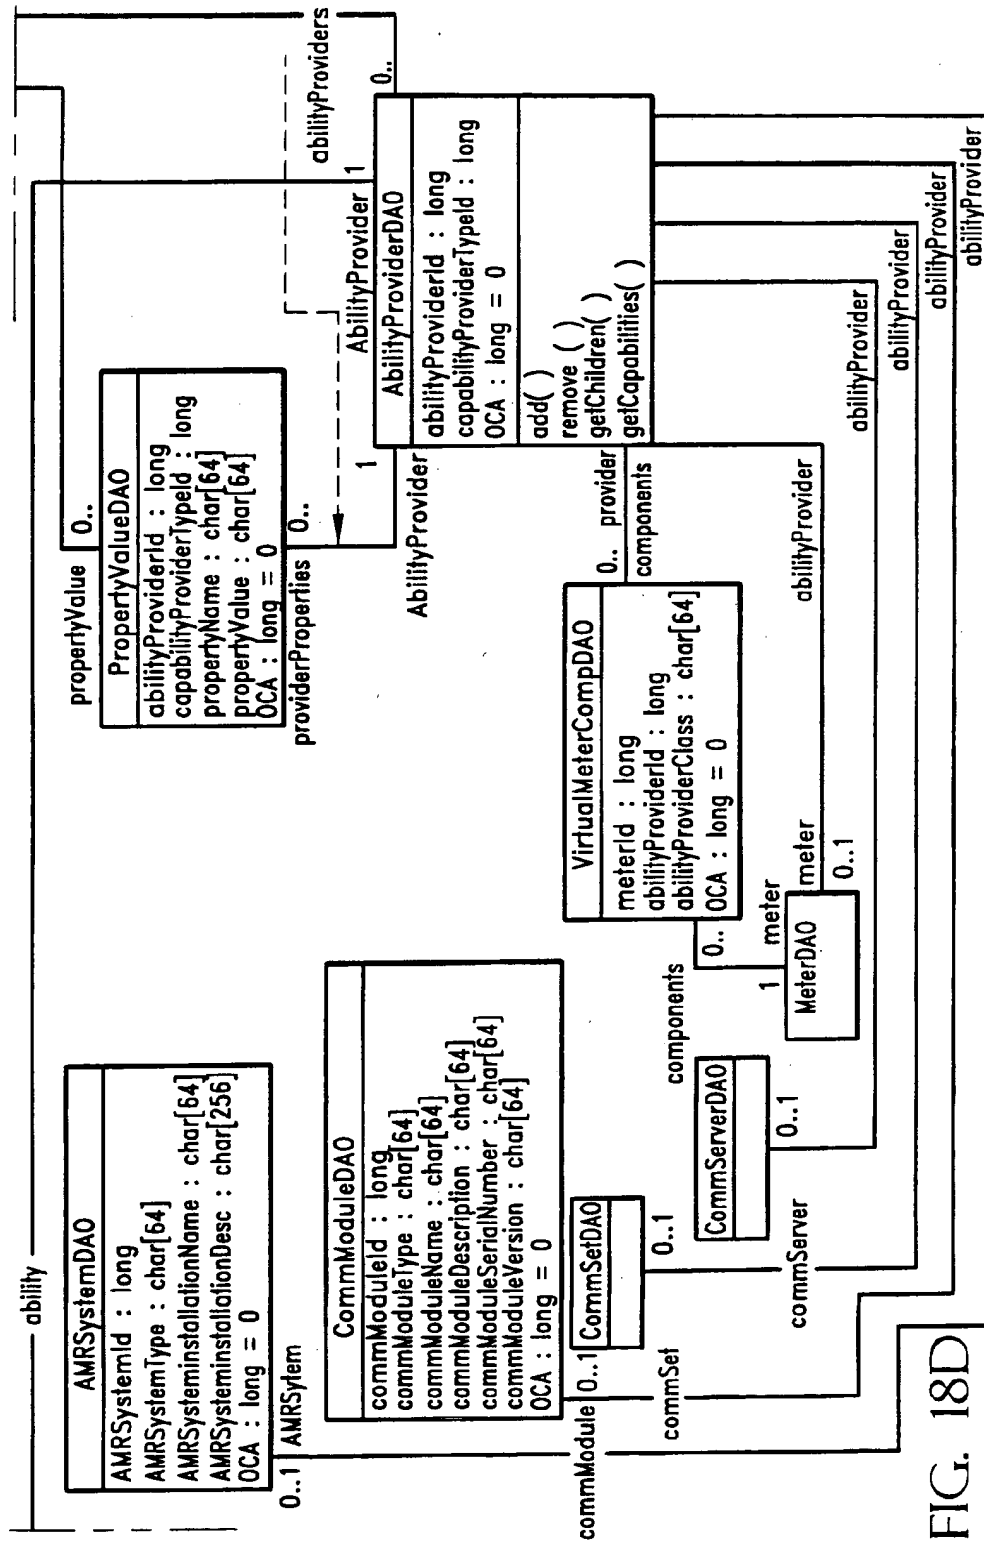 ability
AMRSystemDAO
AMRSystemId : long
AMRSystemType : char[64]
AMRSysteminstallationName : char[64]
AMRSysteminstallationDesc : char[256]
OCA : long = 0
0..1
AMRSytem
propertyValue
0..
PropertyValueDAO
abilityProviderId : long
capabilityProviderTypeId : long
propertyName : char[64]
propertyValue : char[64]
OCA : long = 0
providerProperties
0..
CommModuleDAO
commModuleId : long
commModuleType : char[64]
commModuleName : char[64]
commModuleDescription : char[64]
commModuleSerialNumber : char[64]
commModuleVersion : char[64]
OCA : long = 0
commModule
0..1
abilityProviders
0..
AbilityProvider
1
AbilityProvider
1
AbilityProviderDAO
abilityProviderId : long
capabilityProviderTypeId : long
OCA : long = 0
add( )
remove ( )
getChildren( )
getCapabilities( )
VirtualMeterCompDAO
meterId : long
abilityProviderId : long
abilityProviderClass : char[64]
OCA : long = 0
0..
provider
components
CommSetDAO
commSet
0..1
CommServerDAO
commServer
0..1
components
0..
1
meter
MeterDAO
meter
0..1
abilityProvider
abilityProvider
abilityProvider
abilityProvider
abilityProvider
FIG. 18D